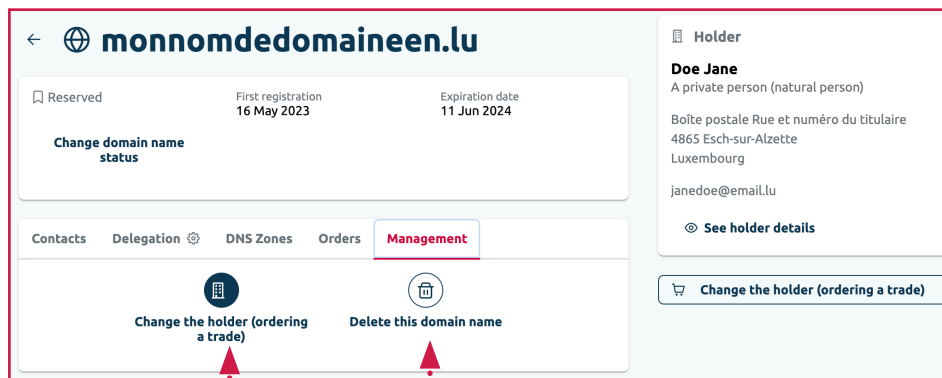 monnomdedomaineen.lu
Reserved
First registration
16 May 2023
Expiration date
11 Jun 2024
Change domain name
status
Contacts Delegation DNS Zones Orders Management
Change the holder (ordering
a trade)
Delete this domain name
Holder
Doe Jane
A private person (natural person)
Boîte postale Rue et numéro du titulaire
4865 Esch-sur-Alzette
Luxembourg
janedoe@email.lu
See holder details
Change the holder (ordering a trade)